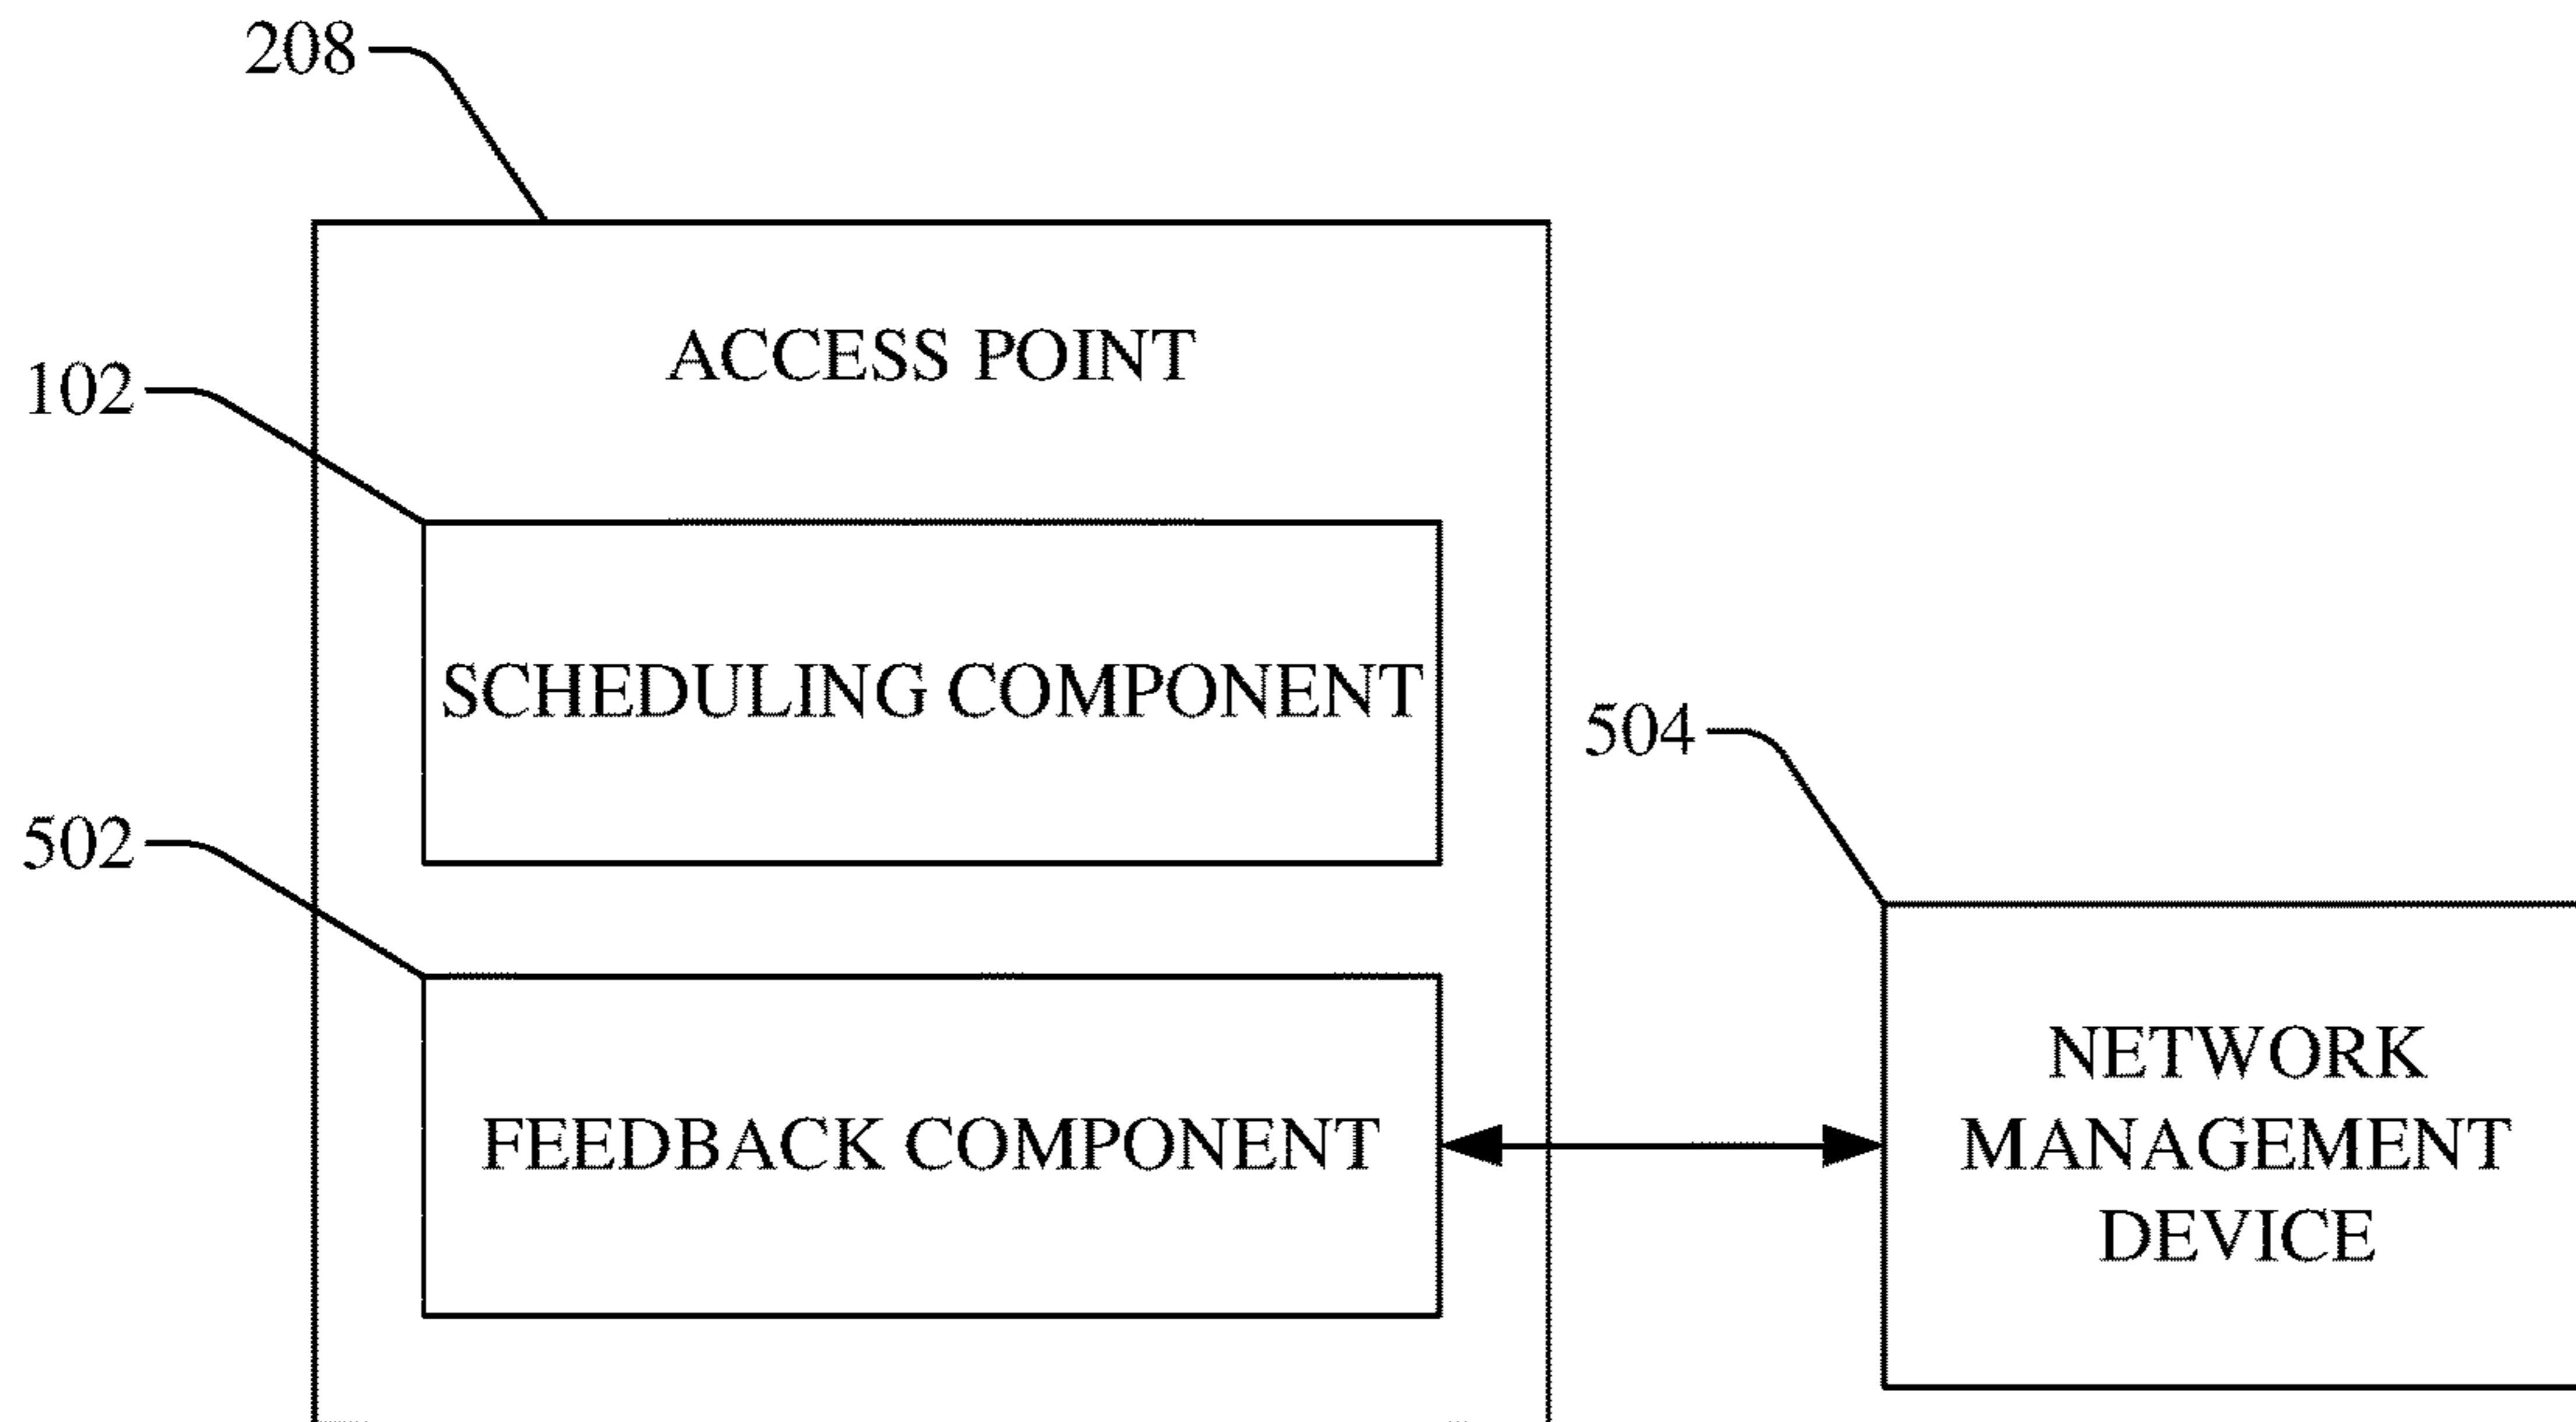 208
ACCESS POINT
102
SCHEDULING COMPONENT
504
502
NETWORK
MANAGEMENT
DEVICE
FEEDBACK COMPONENT